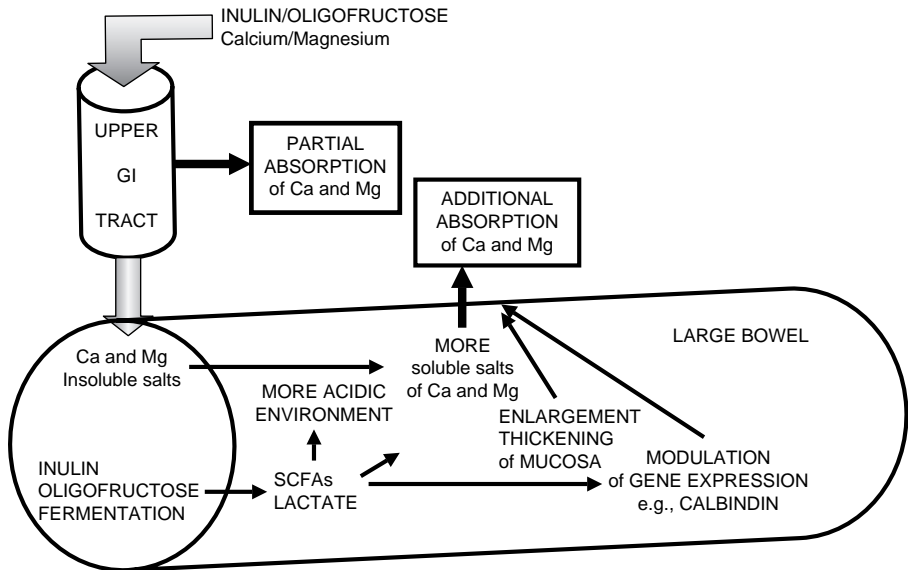 INULIN/OLIGOFRUCTOSE
Calcium/Magnesium
UPPER
GI
TRACT
PARTIAL
ABSORPTION
of Ca and Mg
ADDITIONAL
ABSORPTION
of Ca and Mg
LARGE BOWEL
Ca and Mg
Insoluble salts
MORE
soluble salts
of Ca and Mg
MORE ACIDIC
ENVIRONMENT
ENLARGEMENT
THICKENING
of MUCOSA
INULIN
OLIGOFRUCTOSE
FERMENTATION
SCFAs
LACTATE
MODULATION
of GENE EXPRESSION
e.g., CALBINDIN